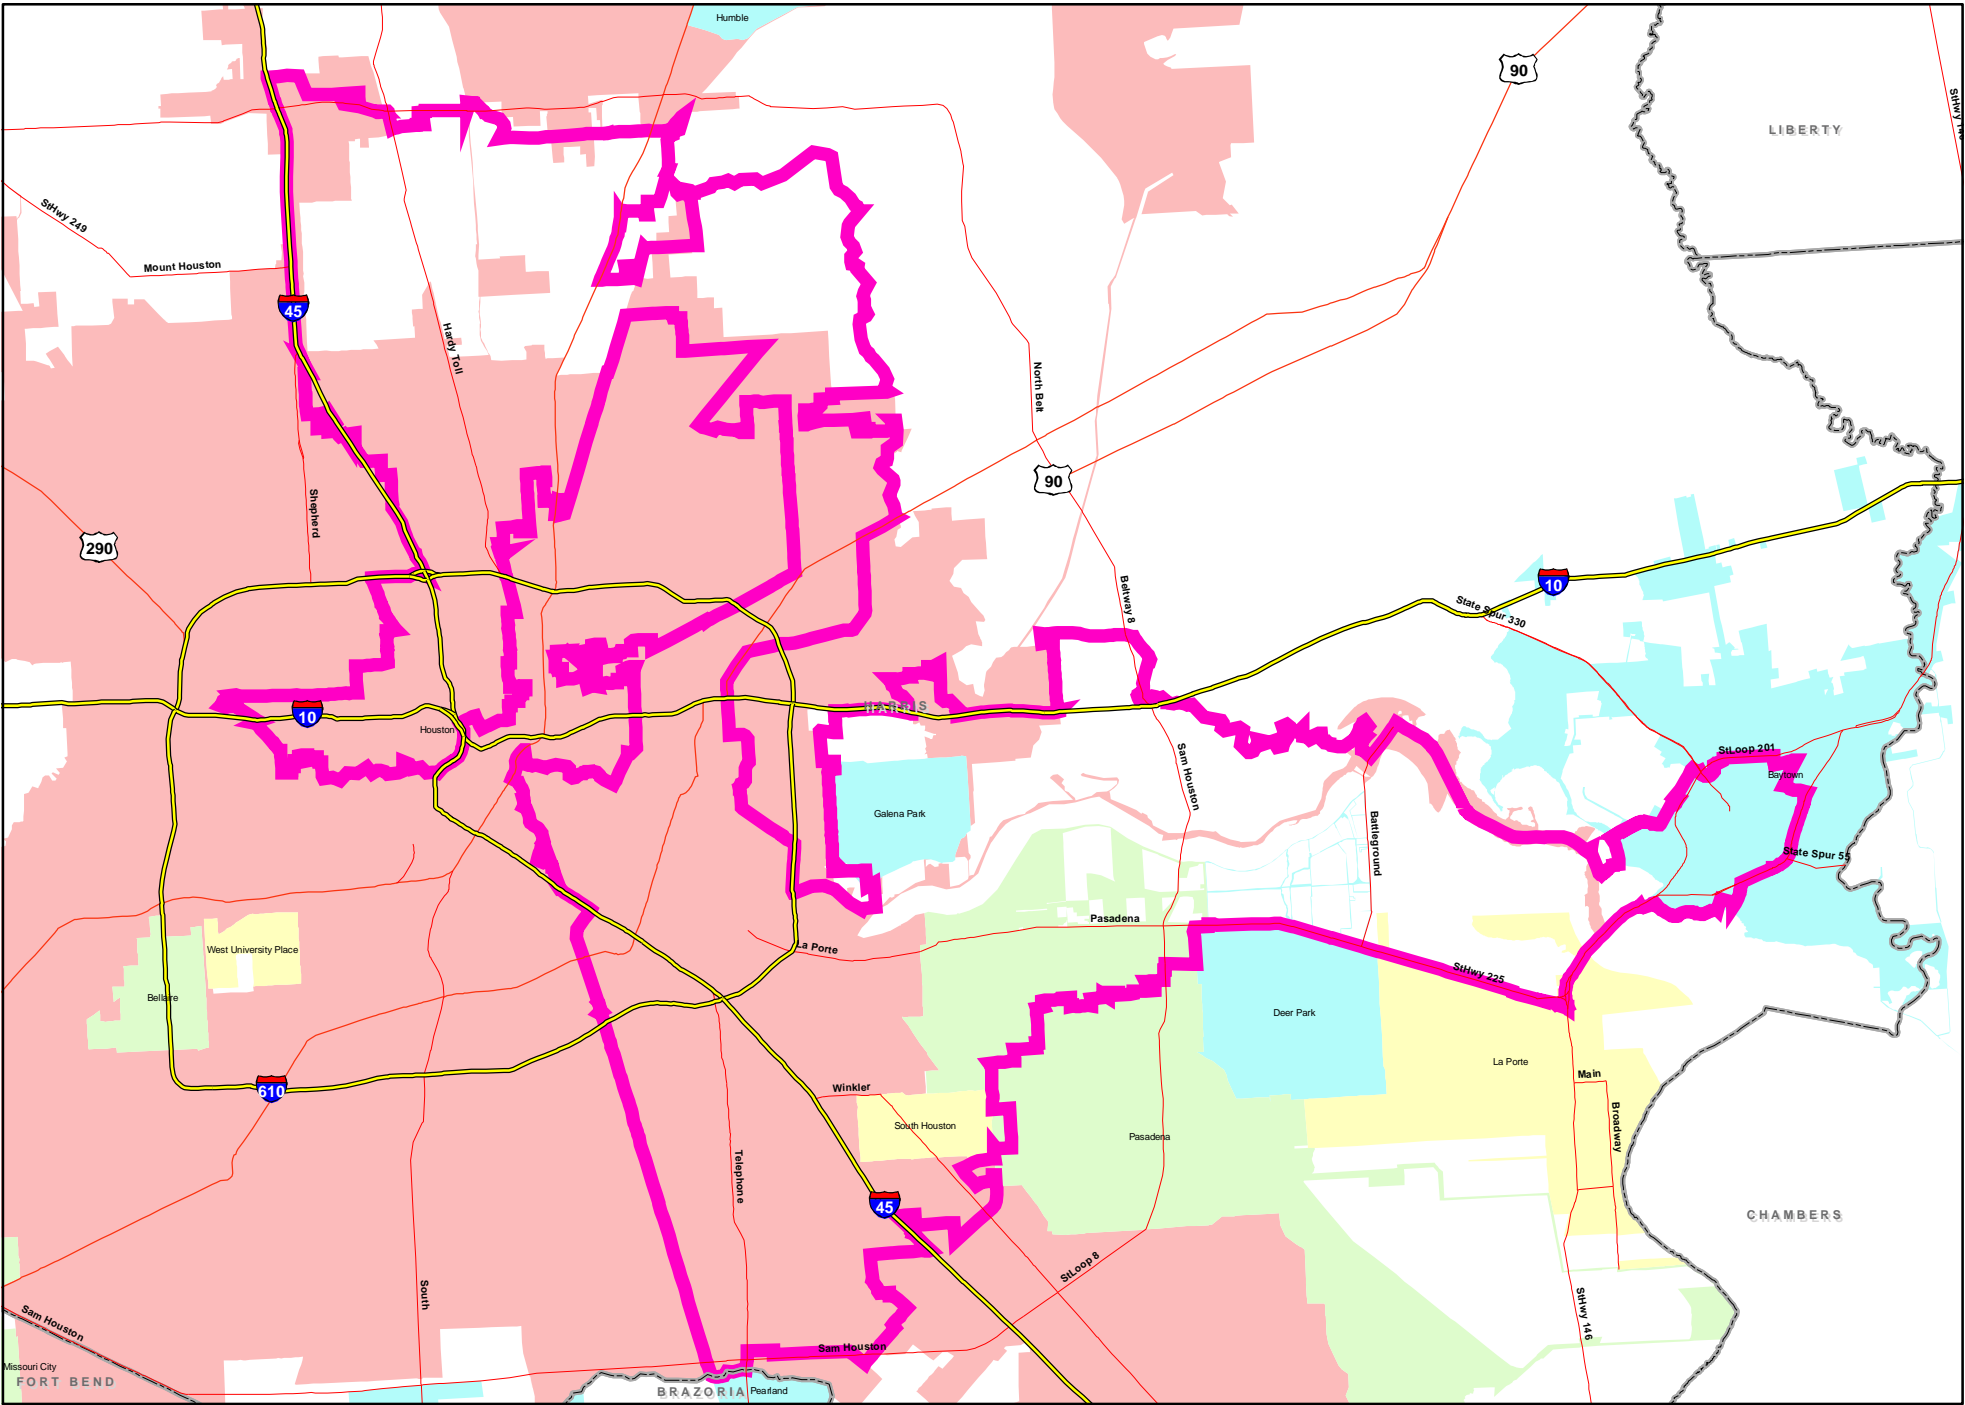 Humble
90
LIBERTY
StHwy 146
StHwy 249
Mount Houston
45
Hardy Toll
North Belt
90
Shepherd
290
10
State Spur 330
Beltway 8
10
HARRIS
Houston
Sam Houston
StLoop 201
Baytown
Galena Park
Battleground
State Spur 55
Pasadena
La Porte
West University Place
StHwy 225
Bellaire
Deer Park
La Porte
Main
610
Winkler
Broadway
South Houston
Pasadena
Telephone
45
CHAMBERS
StLoop 8
South
StHwy 146
Sam Houston
Sam Houston
Missouri City
FORT BEND
BRAZORIA
Pearland